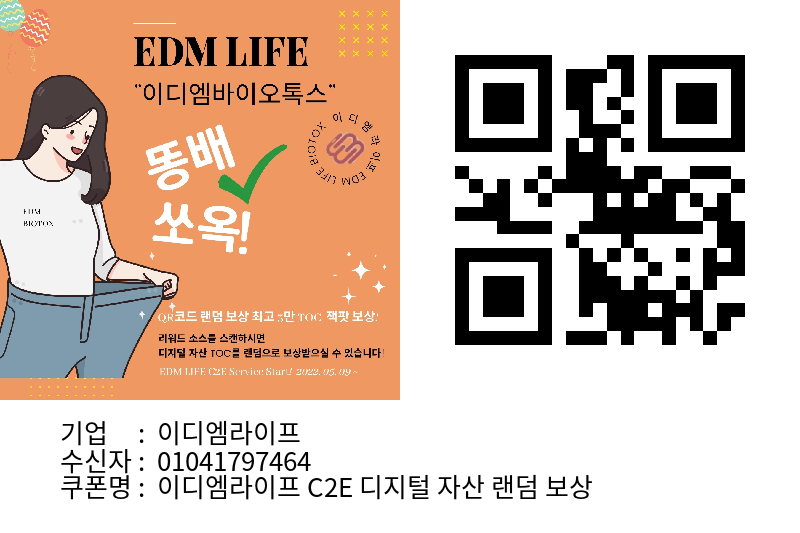 EDM LIFE
"이디엠바이오톡스"
똥배
쏘옥!
이디엠라이프 EDM LIFE BIOTOX
EDM
BIOTOX
QR코드 랜덤 보상 최고 5만 TOC 잭팟 보상!
리워드 소스를 스캔하시면
디지털 자산 TOC를 랜덤으로 보상받으실 수 있습니다!
EDM LIFE C2E Service Start! 2022. 05. 09 ~
기업 : 이디엠라이프
수신자 : 01041797464
쿠폰명 : 이디엠라이프 C2E 디지털 자산 랜덤 보상